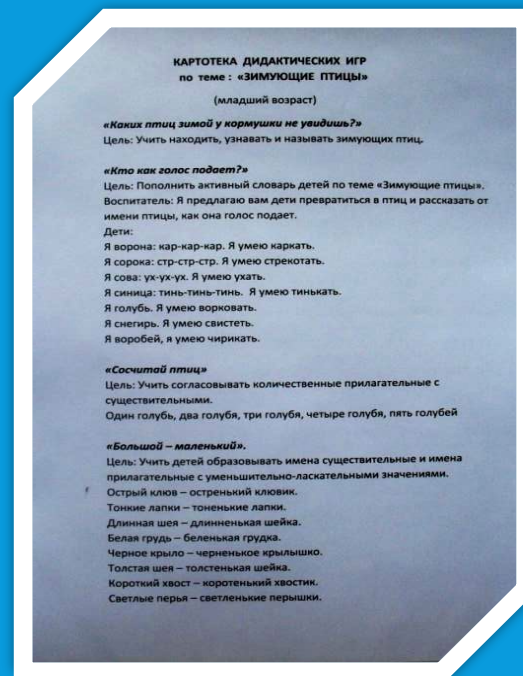 КАРТОТЕКА ДИДАКТИЧЕСКИХ ИГР
по теме : «ЗИМУЮЩИЕ ПТИЦЫ»
(младший возраст)
«Каких птиц зимой у кормушки не увидишь?»
Цель: Учить находить, узнавать и называть зимующих птиц.
«Кто как голос подает?»
Цель: Пополнить активный словарь детей по теме «Зимующие птицы».
Воспитатель: Я предлагаю вам дети превратиться в птиц и рассказать от
имени птицы, как она голос подает.
Дети:
Я ворона: кар-кар-кар. Я умею каркать.
Я сорока: стр-стр-стр. Я умею стрекотать.
Я сова: ух-ух-ух. Я умею ухать.
Я синица: тинь-тинь-тинь. Я умею тинькать.
Я голубь. Я умею ворковать.
Я снегирь. Я умею свистеть.
Я воробей, я умею чирикать.
«Сосчитай птиц»
Цель: Учить согласовывать количественные прилагательные с
существительными.
Один голубь, два голубя, три голубя, четыре голубя, пять голубей
«Большой – маленький».
Цель: Учить детей образовывать имена существительные и имена
прилагательные с уменьшительно-ласкательными значениями.
Острый клюв – остренький клювик.
Тонкие лапки – тоненькие лапки.
Длинная шея – длинненькая шейка.
Белая грудь – беленькая грудка.
Черное крыло – черненькое крылышко.
Толстая шея – толстенькая шейка.
Короткий хвост – коротенький хвостик.
Светлые перья – светленькие перышки.